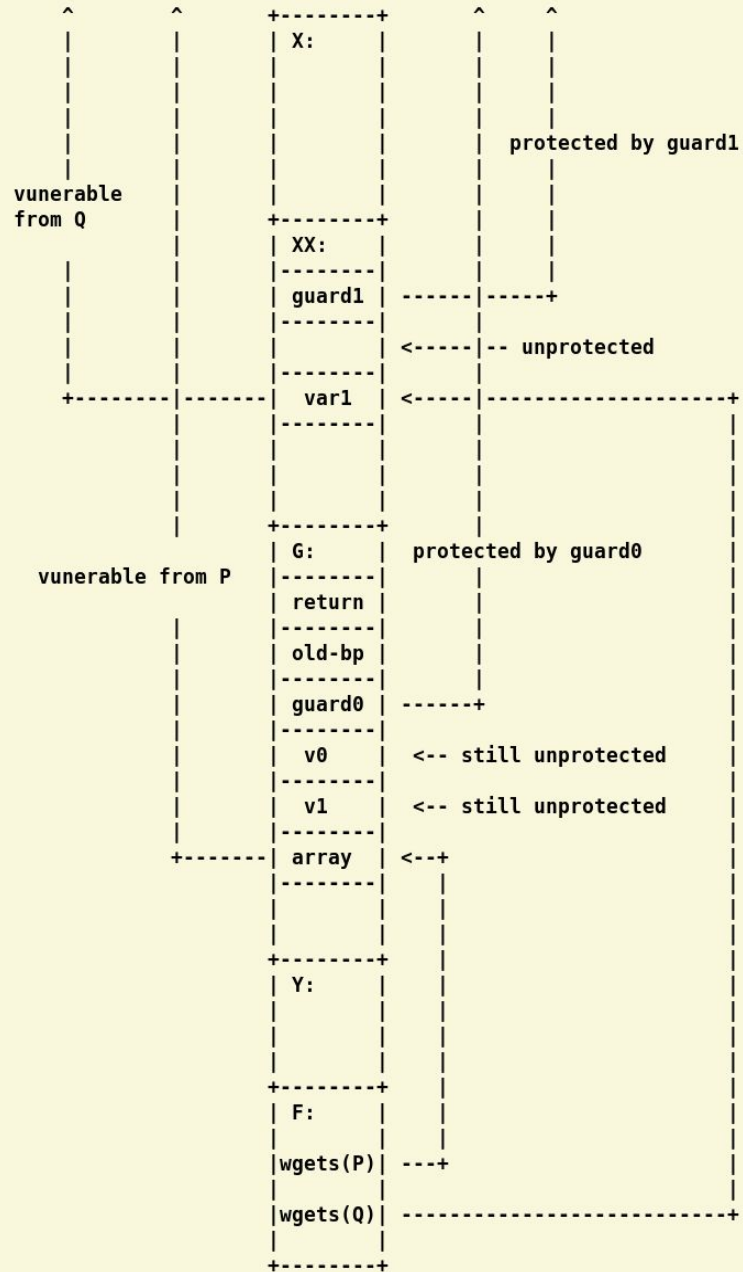 X:
protected by guard1
vunerable
from Q
XX:
guard1
<-----|-- unprotected
var1
G:
protected by guard0
vunerable from P
return
old-bp
guard0
v0 <-- still unprotected
v1 <-- still unprotected
array
Y:
F:
wgets(P)
wgets(Q)